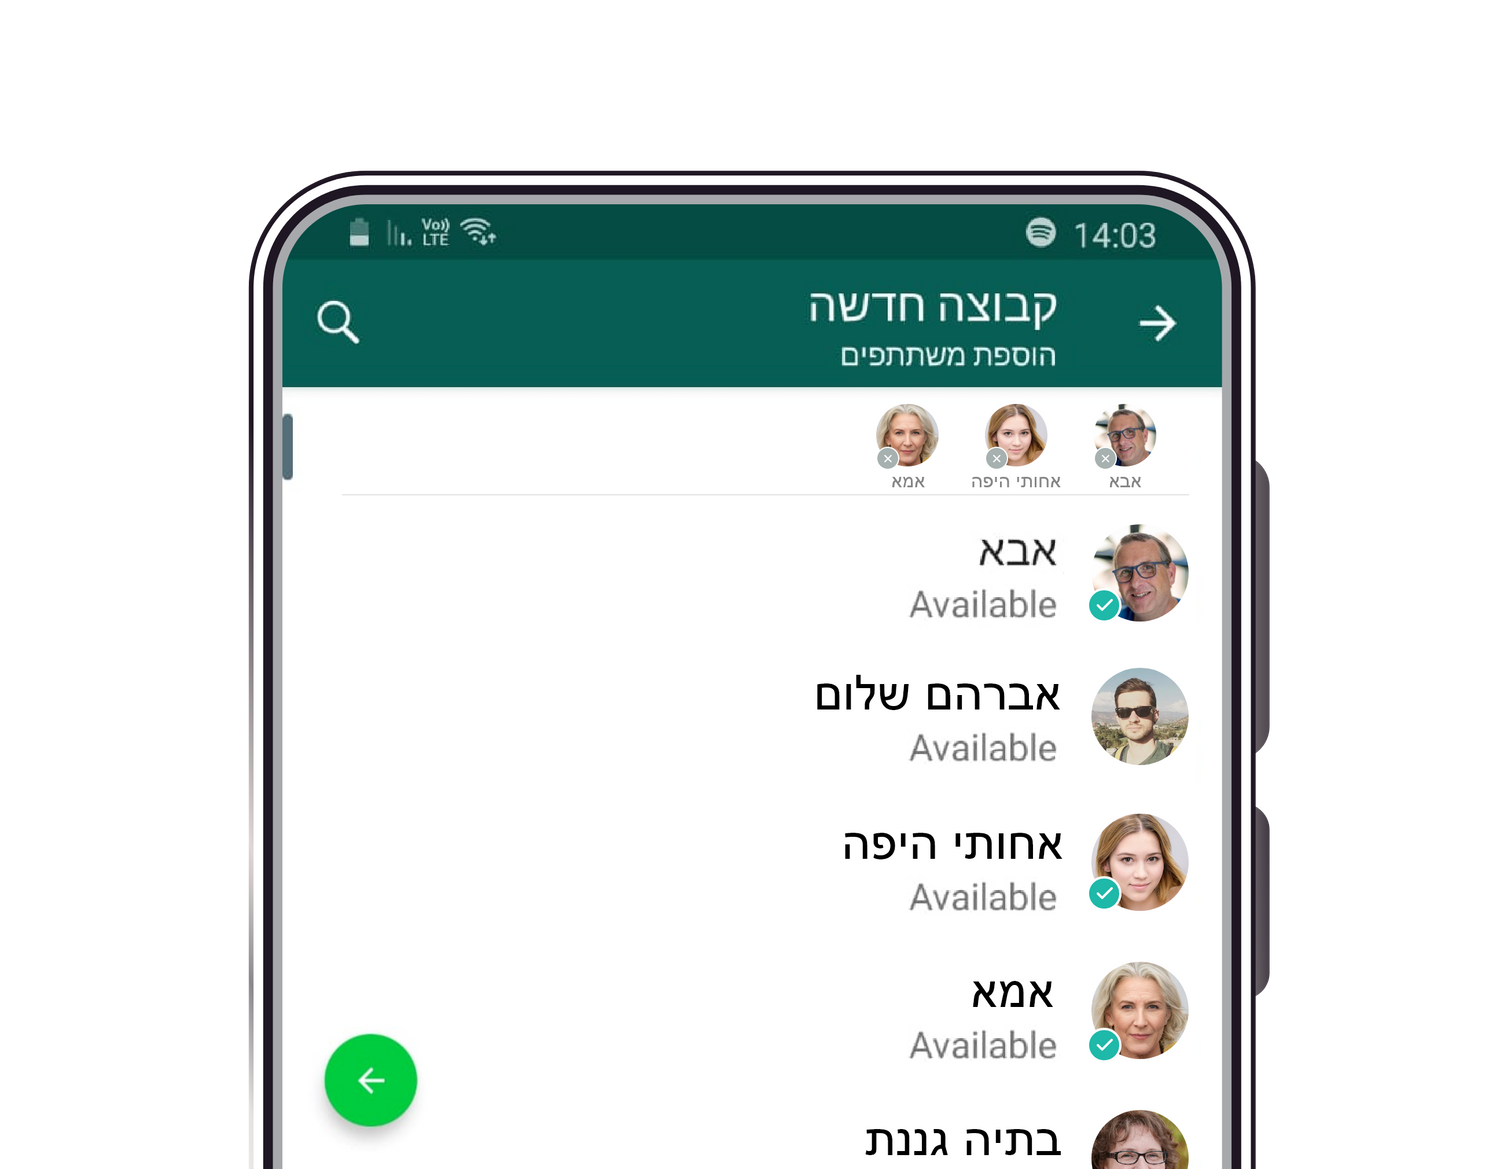 14:03
Vo))
LTE
קבוצה חדשה
הוספת משתתפים
אבא
אחותי היפה
אמא
אבא
Available
אברהם שלום
Available
אחותי היפה
Available
אמא
Available
בתיה גננת